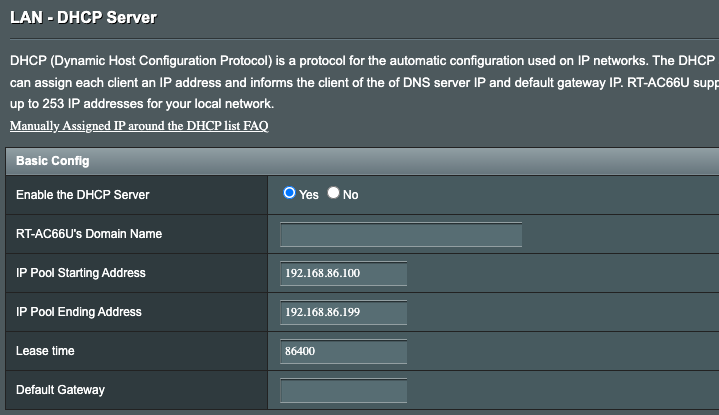 LAN - DHCP Server
DHCP (Dynamic Host Configuration Protocol) is a protocol for the automatic configuration used on IP networks. The DHCP
can assign each client an IP address and informs the client of the of DNS server IP and default gateway IP. RT-AC66U supp
up to 253 IP addresses for your local network.
Manually Assigned IP around the DHCP list FAQ
Basic Config
Enable the DHCP Server Yes No
RT-AC66U's Domain Name
IP Pool Starting Address 192.168.86.100
IP Pool Ending Address 192.168.86.199
Lease time 86400
Default Gateway